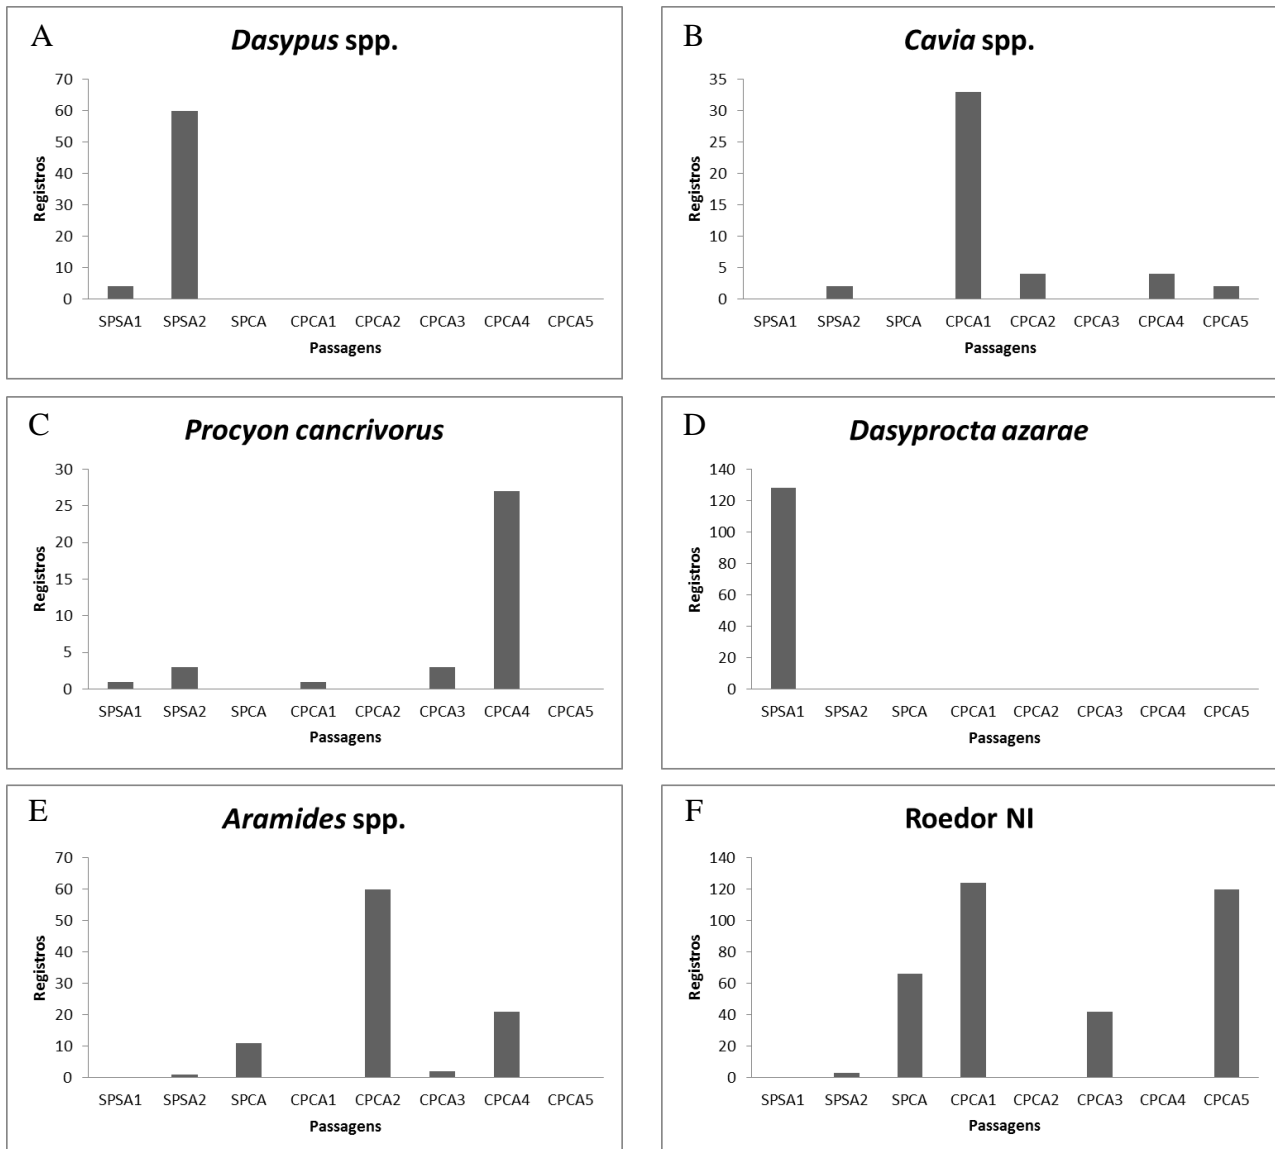 A
Dasypus spp.
70
60
50
40
30
20
10
0
Registros
SPSA1 SPSA2 SPCA CPCA1 CPCA2 CPCA3 CPCA4 CPCA5
Passagens
B
Cavia spp.
35
30
25
20
15
10
5
0
Registros
SPSA1 SPSA2 SPCA CPCA1 CPCA2 CPCA3 CPCA4 CPCA5
Passagens
C
Procyon cancrivorus
30
25
20
15
10
5
0
Registros
SPSA1 SPSA2 SPCA CPCA1 CPCA2 CPCA3 CPCA4 CPCA5
Passagens
D
Dasyprocta azarae
140
120
100
80
60
40
20
0
Registros
SPSA1 SPSA2 SPCA CPCA1 CPCA2 CPCA3 CPCA4 CPCA5
Passagens
E
Aramides spp.
70
60
50
40
30
20
10
0
Registros
SPSA1 SPSA2 SPCA CPCA1 CPCA2 CPCA3 CPCA4 CPCA5
Passagens
F
Roedor NI
140
120
100
80
60
40
20
0
Registros
SPSA1 SPSA2 SPCA CPCA1 CPCA2 CPCA3 CPCA4 CPCA5
Passagens